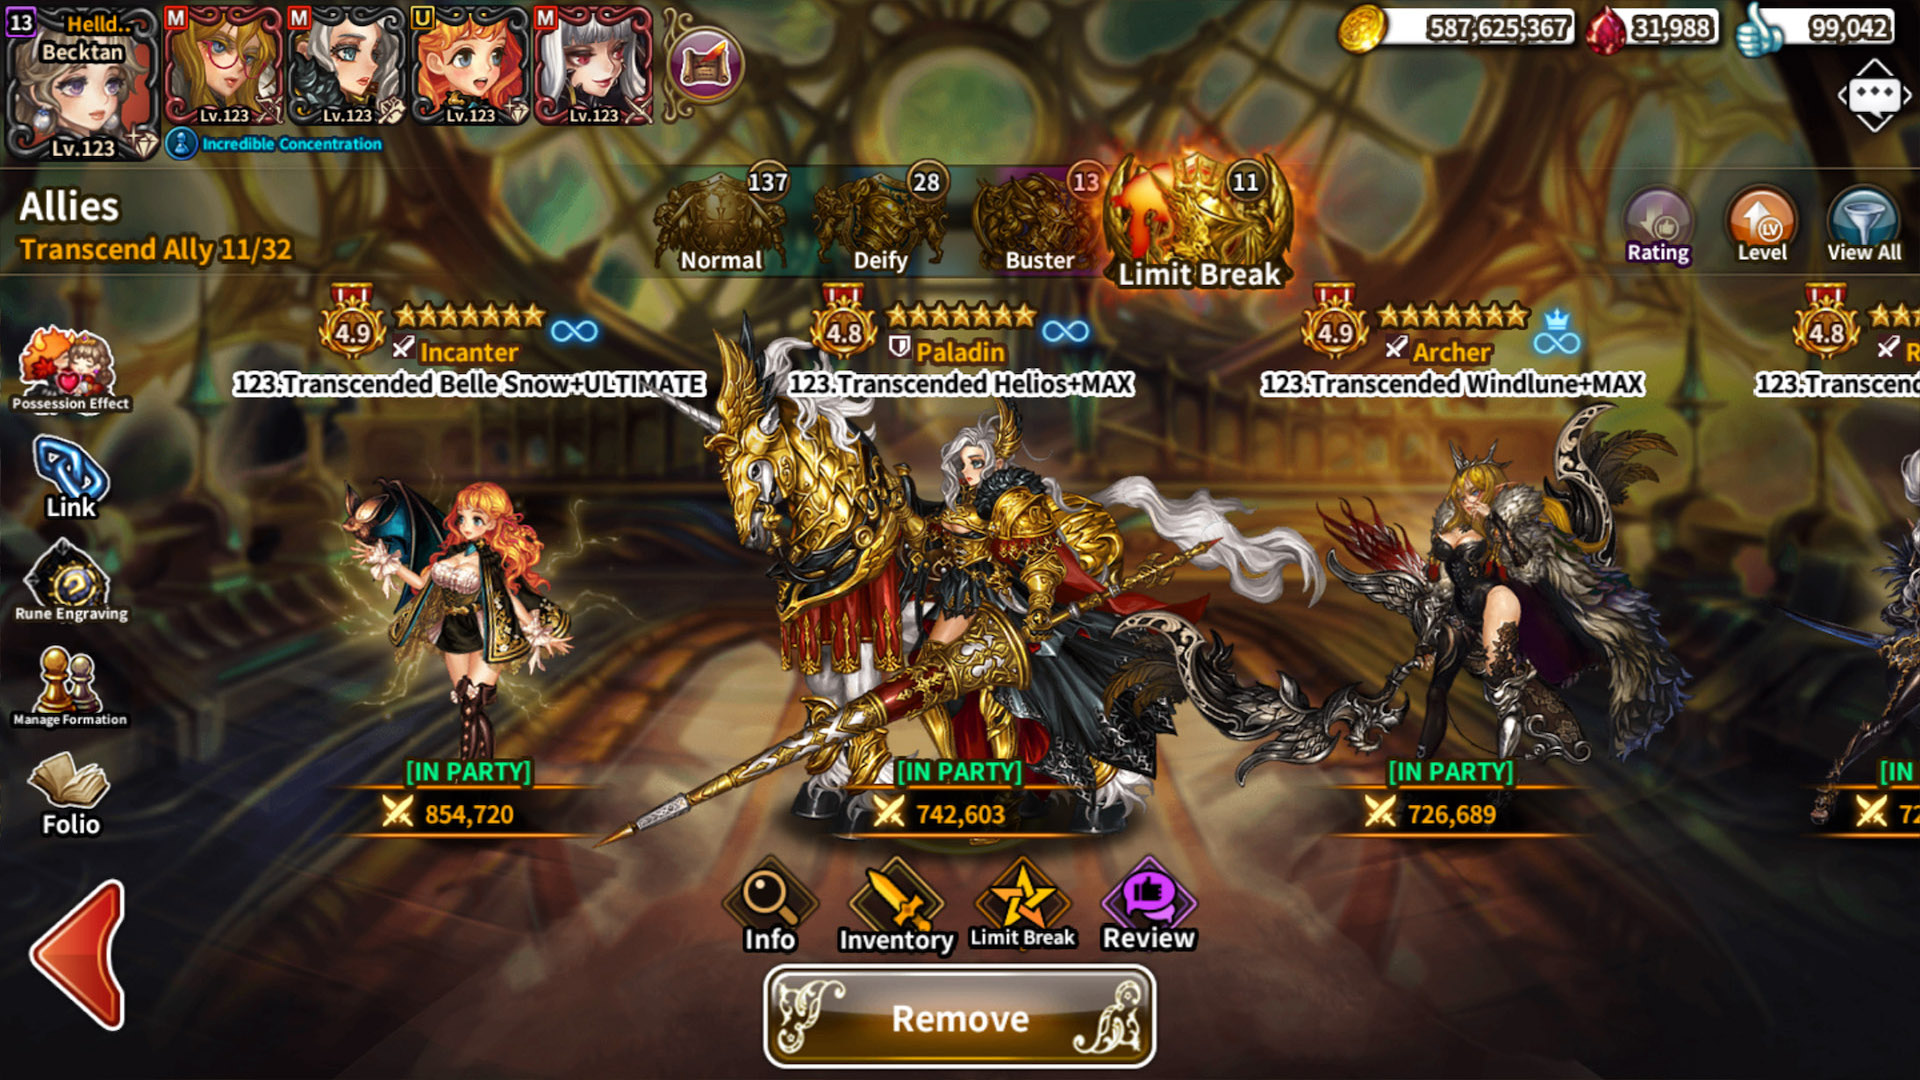 13
Helld..
Becktan
Lv.123
M
Lv.123
M
Lv.123
U
Lv.123
M
Lv.123
Incredible Concentration
587,625,367
31,988
99,042
Allies
Transcend Ally 11/32
137
Normal
28
Deify
13
Buster
11
Limit Break
Rating
LV
Level
View All
4.9
Incanter
123.Transcended Belle Snow+ULTIMATE
4.8
Paladin
123.Transcended Helios+MAX
4.9
Archer
123.Transcended Windlune+MAX
4.8
R
123.Transcend
Possession Effect
Link
Rune Engraving
Manage Formation
Folio
[IN PARTY]
854,720
[IN PARTY]
742,603
[IN PARTY]
726,689
[IN
72
Info
Inventory
Limit Break
Review
Remove